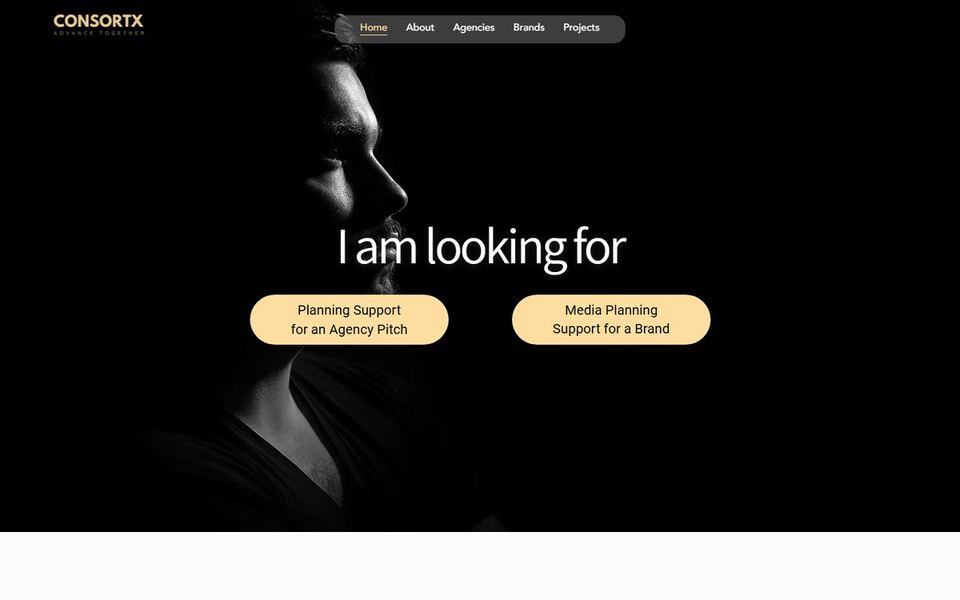 CONSORTX
ADVANCE TOGETHER
Home About Agencies Brands Projects
I am looking for
Planning Support
for an Agency Pitch
Media Planning
Support for a Brand